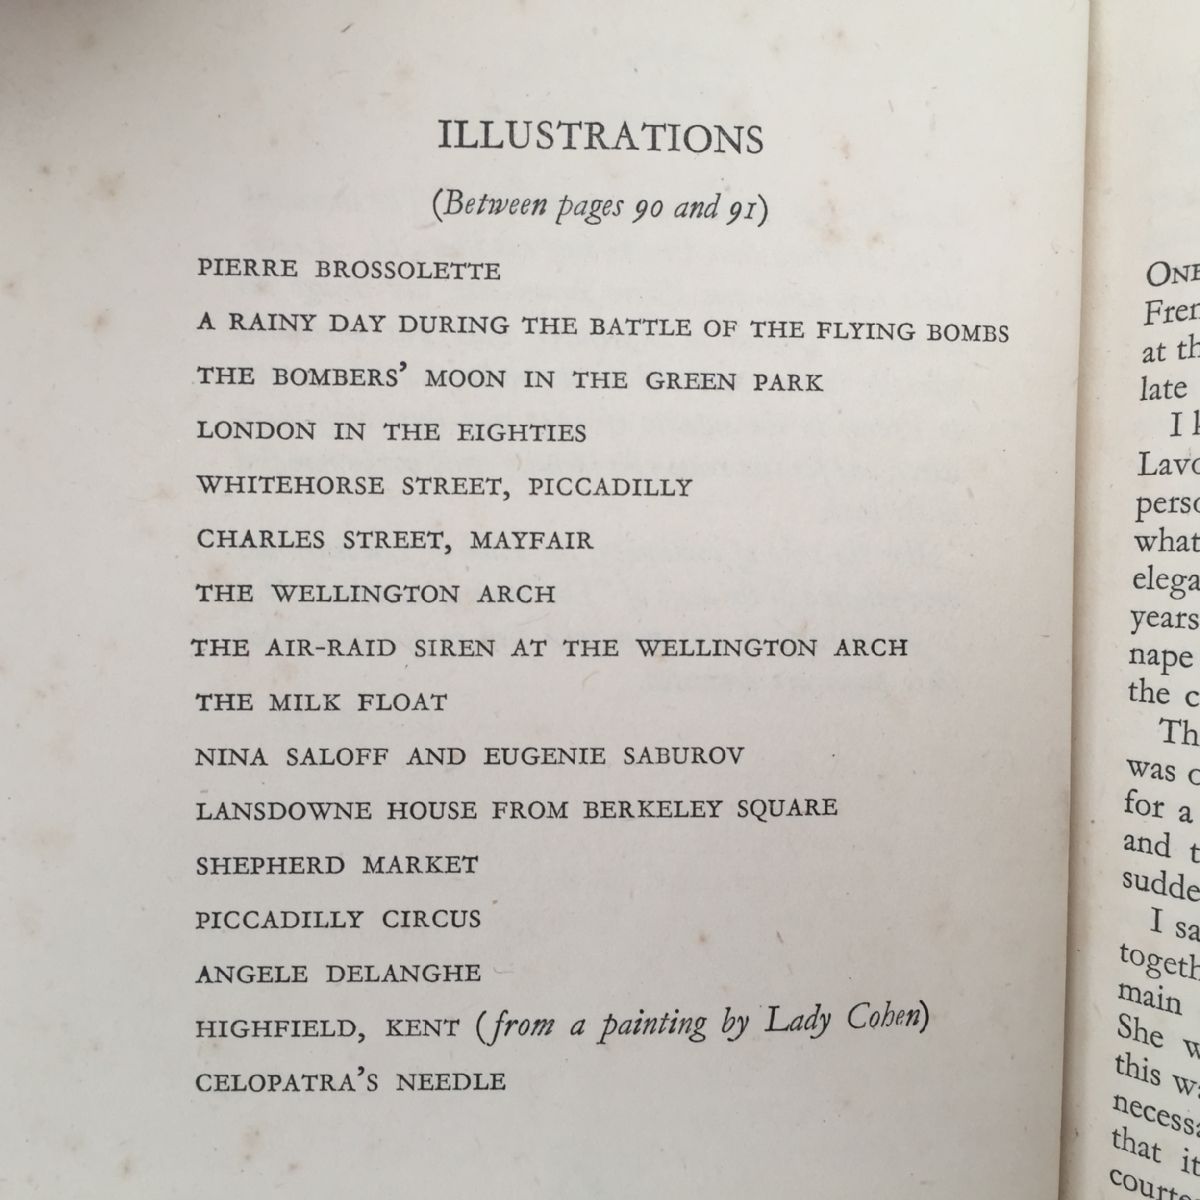 ILLUSTRATIONS
(Between pages 90 and 91)
PIERRE BROSSOLETTE
A RAINY DAY DURING THE BATTLE OF THE FLYING BOMBS
THE BOMBERS' MOON IN THE GREEN PARK
LONDON IN THE EIGHTIES
WHITEHORSE STREET, PICCADILLY
CHARLES STREET, MAYFAIR
THE WELLINGTON ARCH
THE AIR-RAID SIREN AT THE WELLINGTON ARCH
THE MILK FLOAT
NINA SALOFF AND EUGENIE SABUROV
LANSDOWNE HOUSE FROM BERKELEY SQUARE
SHEPHERD MARKET
PICCADILLY CIRCUS
ANGELE DELANGHE
HIGHFIELD, KENT (from a painting by Lady Cohen)
CELOPATRA'S NEEDLE
ONE
at
late
I
what
years
nape
the
was
for a
and
I
main
She
this
that